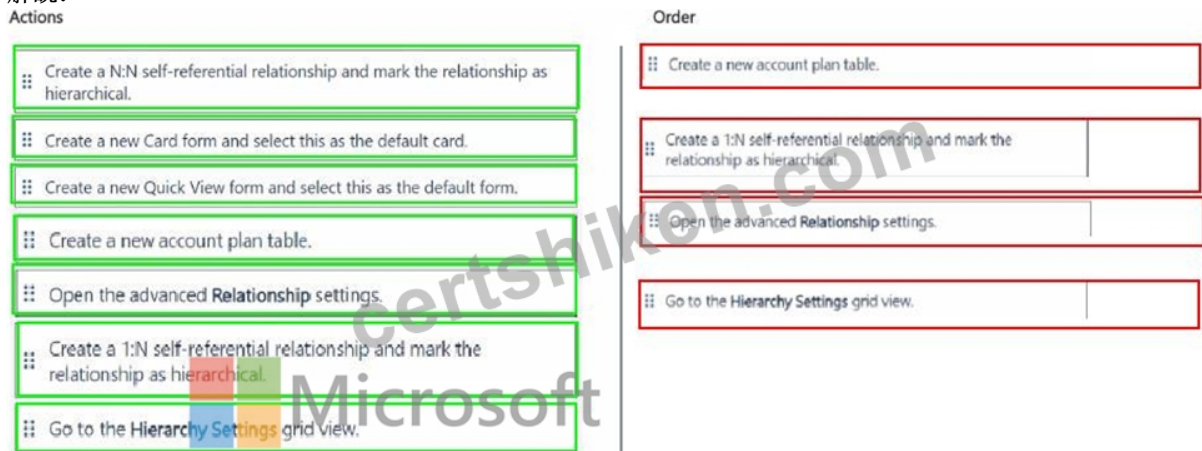 解説:
Actions
Order
Create a N:N self-referential relationship and mark the relationship as
hierarchical.
Create a new Card form and select this as the default card.
Create a new Quick View form and select this as the default form.
Create a new account plan table.
Open the advanced Relationship settings.
Create a 1:N self-referential relationship and mark the
relationship as hierarchical.
Go to the Hierarchy Settings grid view.
Create a new account plan table.
Create a 1:N self-referential relationship and mark the
relationship as hierarchical.
Open the advanced Relationship settings.
Go to the Hierarchy Settings grid view.
certshiken.com
Microsoft